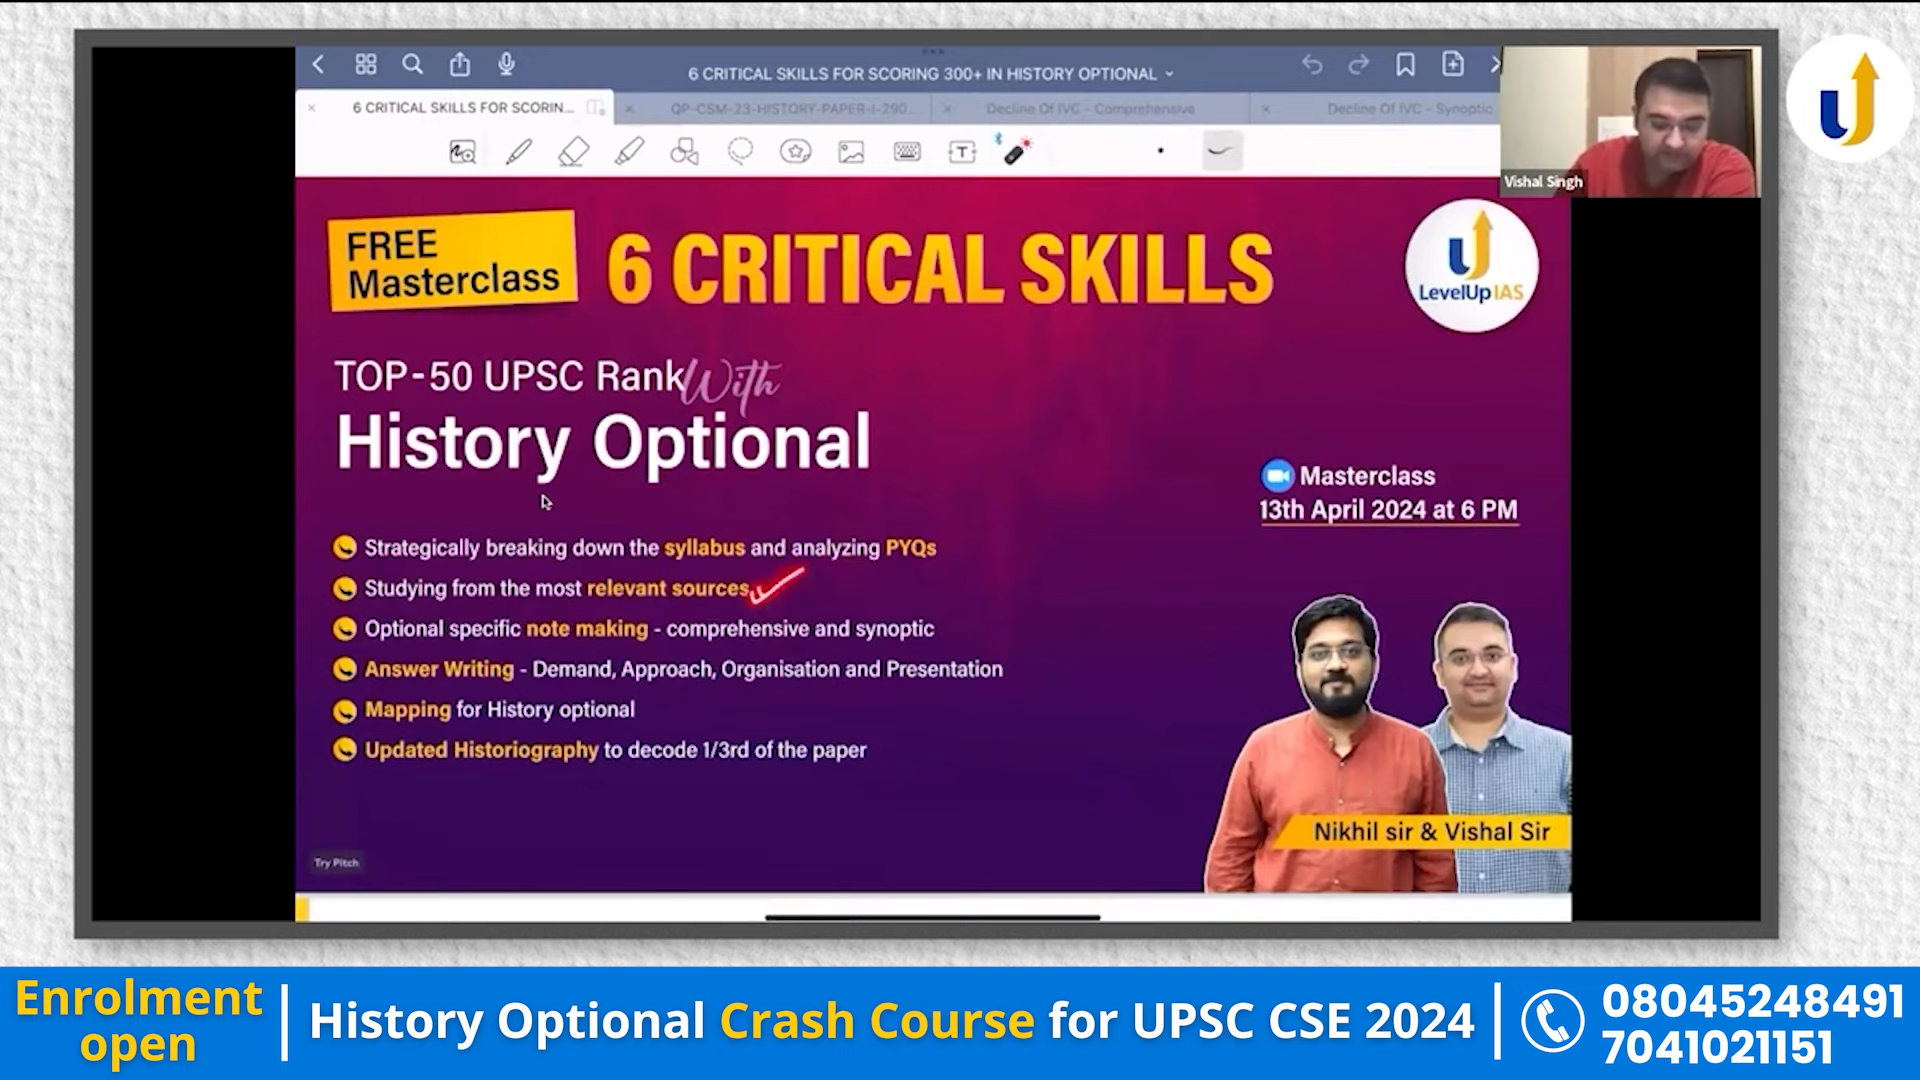 6 CRITICAL SKILLS FOR SCORING 300+ IN HISTORY OPTIONAL
6 CRITICAL SKILLS FOR SCORIN...
QP-CSM-23-HISTORY-PAPER-I-290...
Decline Of IVC - Comprehensive
Decline Of IVC - Synoptic
Vishal Singh
FREE
Masterclass
6 CRITICAL SKILLS
LevelUp IAS
TOP-50 UPSC Rank With
History Optional
Masterclass
13th April 2024 at 6 PM
Strategically breaking down the syllabus and analyzing PYQs
Studying from the most relevant sources
Optional specific note making - comprehensive and synoptic
Answer Writing - Demand, Approach, Organisation and Presentation
Mapping for History optional
Updated Historiography to decode 1/3rd of the paper
Nikhil sir & Vishal Sir
Try Pitch
Enrolment
open
History Optional Crash Course for UPSC CSE 2024
08045248491
7041021151